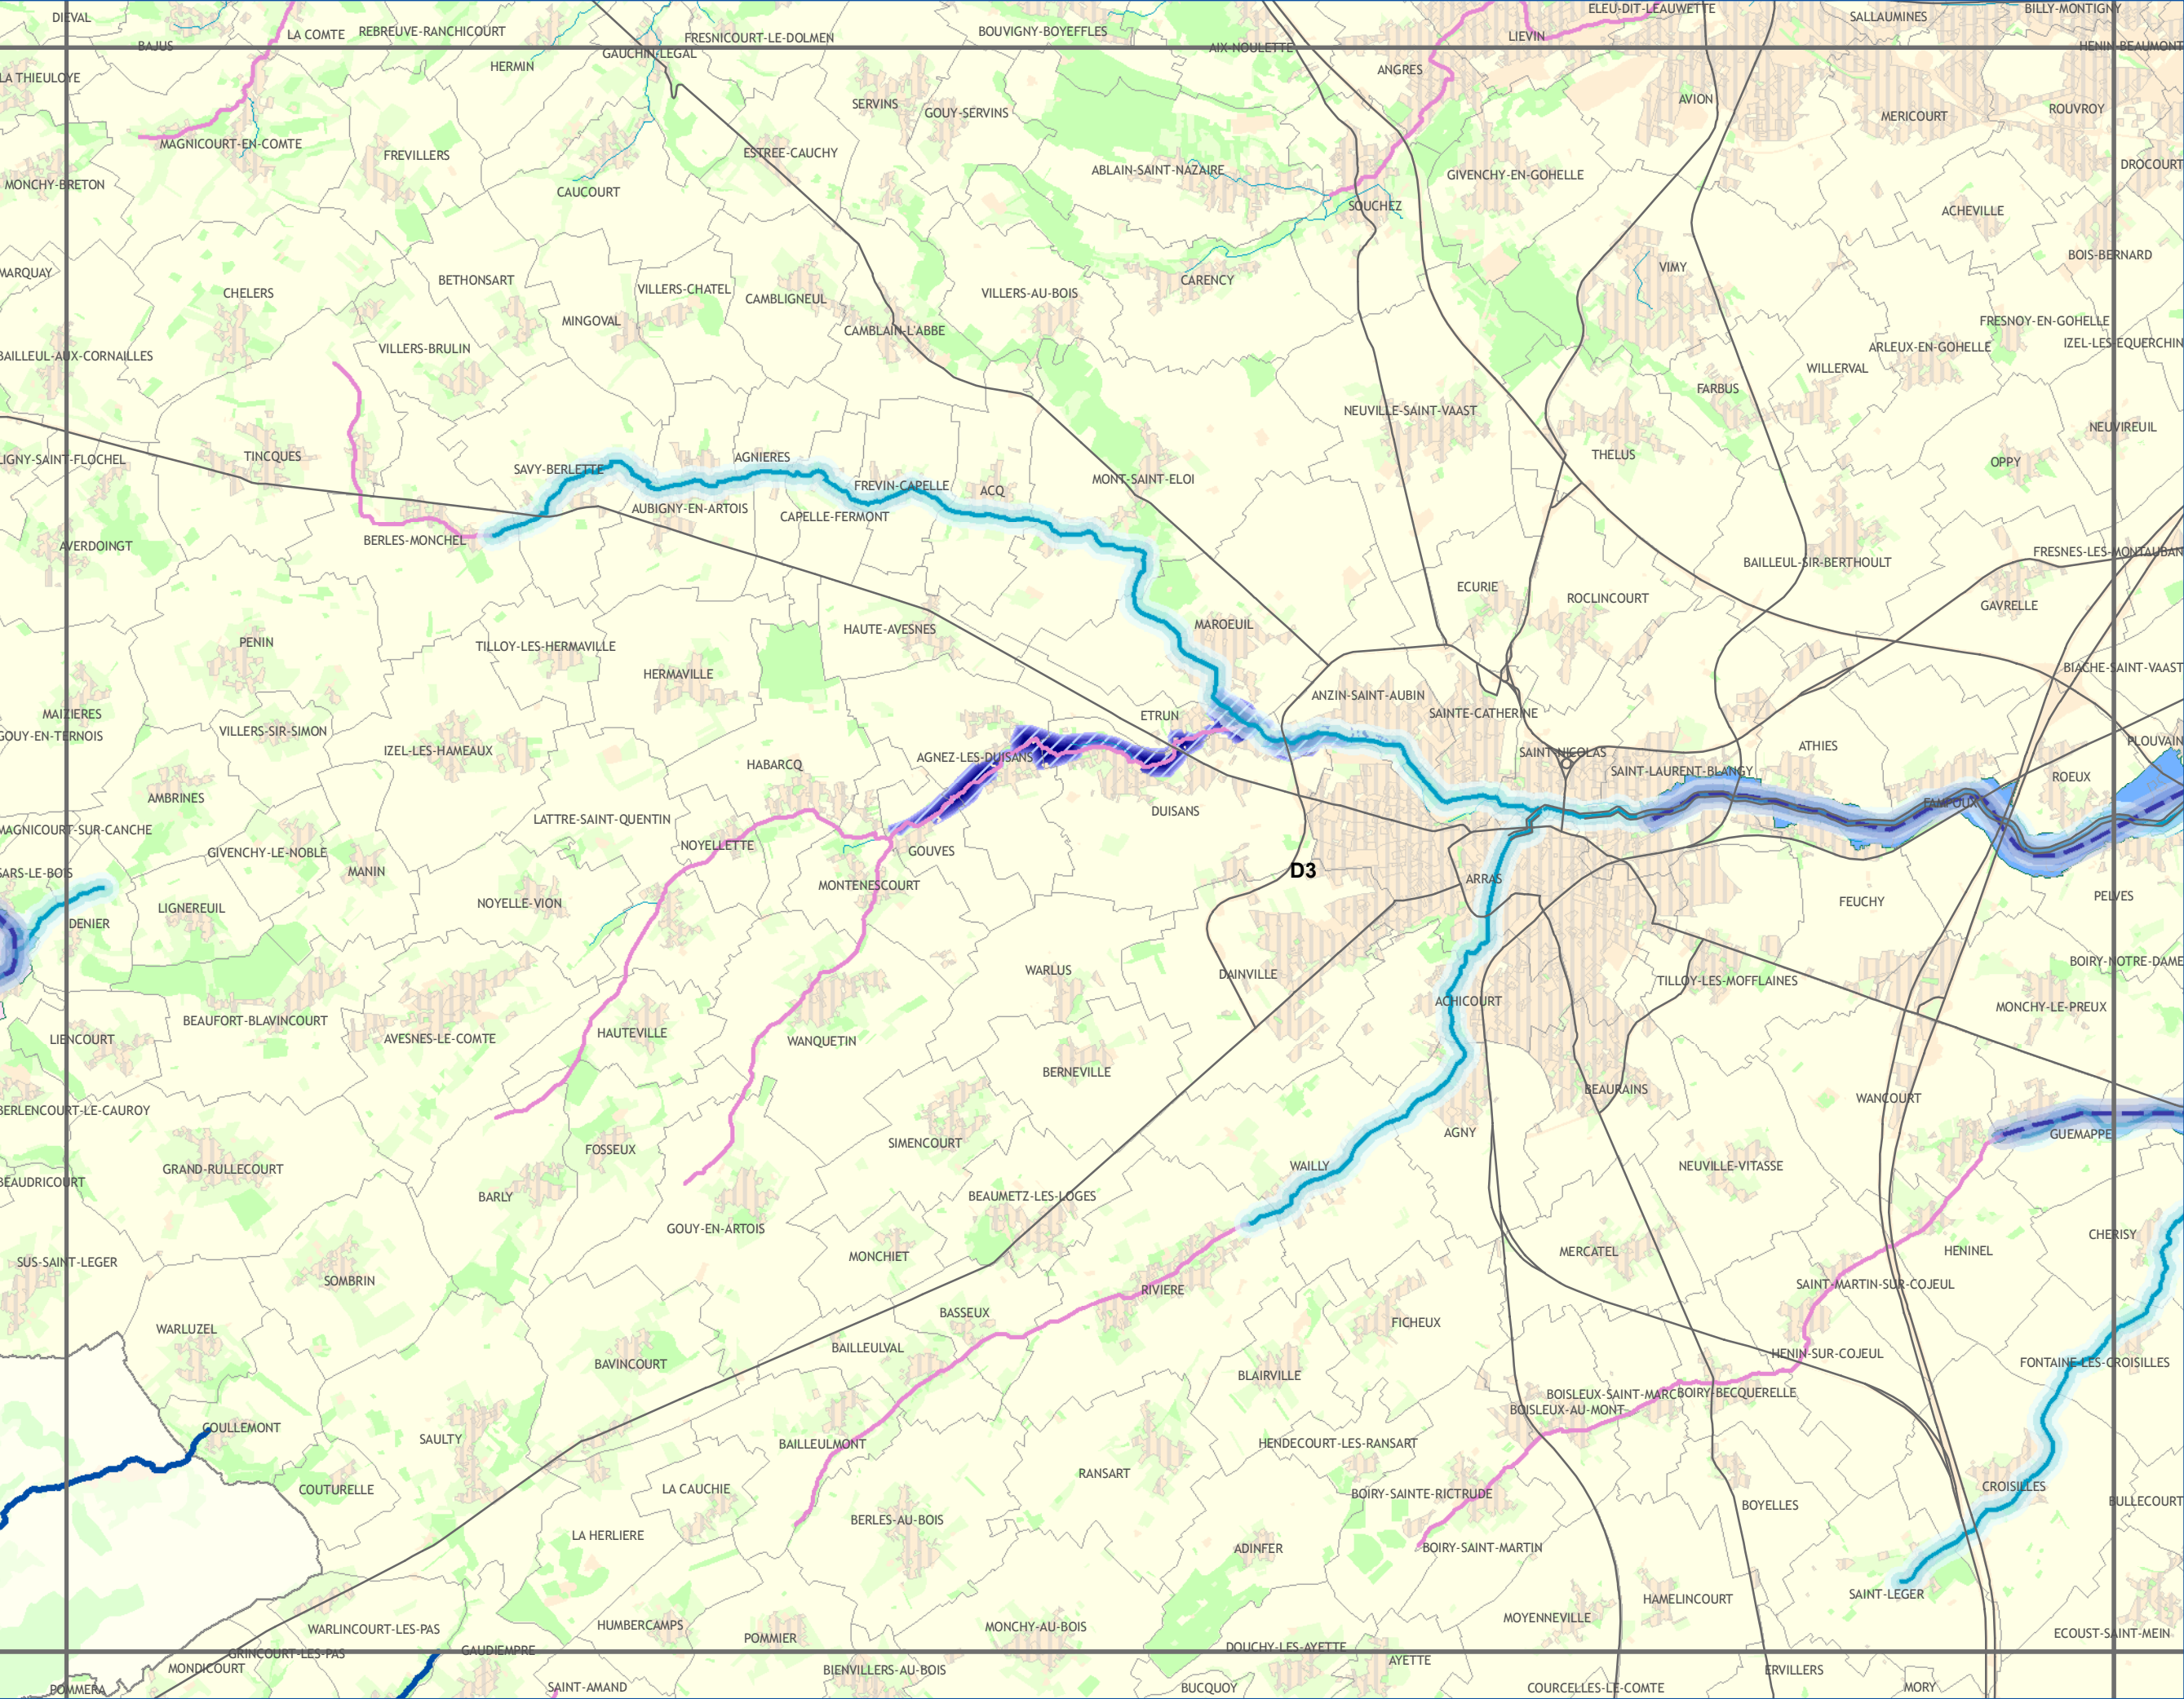 DIEVAL
LA COMTE
REBREUVE-RANCHICOURT
FRESNICOURT-LE-DOLMEN
BOUVIGNY-BOYEFFLES
ELEU-DIT-LEAUWETTE
SALLAUMINES
BILLY-MONTIGNY
BAJUS
GAUCHIN-LEGAL
AIX-NOULETTE
LIEVIN
HENIN-BEAUMONT
LA THIEULOYE
HERMIN
ANGRES
SERVINS
GOUY-SERVINS
AVION
MERICOURT
ROUVROY
MAGNICOURT-EN-COMTE
FREVILLERS
ESTREE-CAUCHY
ABLAIN-SAINT-NAZAIRE
GIVENCHY-EN-GOHELLE
DROCOURT
MONCHY-BRETON
CAUCOURT
SOUCHEZ
ACHEVILLE
MARQUAY
CHELERS
BETHONSART
VILLERS-CHATEL
CAMBLIGNEUL
VILLERS-AU-BOIS
CARENCY
VIMY
BOIS-BERNARD
MINGOVAL
CAMBLAIN-L'ABBE
FRESNOY-EN-GOHELLE
BAILLEUL-AUX-CORNAILLES
VILLERS-BRULIN
ARLEUX-EN-GOHELLE
IZEL-LES-EQUERCHIN
WILLERVAL
FARBUS
NEUVILLE-SAINT-VAAST
NEUVIREUIL
LIGNY-SAINT-FLOCHEL
TINCQUES
SAVY-BERLETTE
AGNIERES
THELUS
OPPY
FREVIN-CAPELLE
ACQ
MONT-SAINT-ELOI
AUBIGNY-EN-ARTOIS
CAPELLE-FERMONT
AVERDOINGT
BERLES-MONCHEL
BAILLEUL-SIR-BERTHOULT
FRESNES-LES-MONTAUBAN
ECURIE
ROCLINCOURT
GAVRELLE
PENIN
TILLOY-LES-HERMAVILLE
HAUTE-AVESNES
MAROEUIL
HERMAVILLE
BIACHE-SAINT-VAAST
ANZIN-SAINT-AUBIN
MAIZIERES
ETRUN
SAINTE-CATHERINE
GOUY-EN-TERNOIS
VILLERS-SIR-SIMON
IZEL-LES-HAMEAUX
HABARCQ
AGNEZ-LES-DUISANS
SAINT-NICOLAS
SAINT-LAURENT-BLANGY
ATHIES
PLOUVAIN
ROEUX
AMBRINES
DUISANS
FAMPOUX
MAGNICOURT-SUR-CANCHE
LATTRE-SAINT-QUENTIN
GIVENCHY-LE-NOBLE
NOYELLETTE
GOUVES
SARS-LE-BOIS
MANIN
MONTENESCOURT
D3
ARRAS
PELVES
DENIER
LIGNEREUIL
NOYELLE-VION
FEUCHY
WARLUS
DAINVILLE
TILLOY-LES-MOFFLAINES
BOIRY-NOTRE-DAME
ACHICOURT
MONCHY-LE-PREUX
LIENCOURT
BEAUFORT-BLAVINCOURT
AVESNES-LE-COMTE
HAUTEVILLE
WANQUETIN
BERNEVILLE
BEAURAINS
WANCOURT
BERLENCOURT-LE-CAUROY
GUEMAPPE
SIMENCOURT
AGNY
GRAND-RULLECOURT
FOSSEUX
WAILLY
NEUVILLE-VITASSE
BEAUDRICOURT
BARLY
BEAUMETZ-LES-LOGES
GOUY-EN-ARTOIS
CHERISY
SUS-SAINT-LEGER
MONCHIET
MERCATEL
HENINEL
SOMBRIN
RIVIERE
SAINT-MARTIN-SUR-COJEUL
BASSEUX
FICHEUX
WARLUZEL
BAILLEULVAL
HENIN-SUR-COJEUL
BAVINCOURT
BLAIRVILLE
FONTAINE-LES-CROISILLES
BOISLEUX-SAINT-MARC
BOIRY-BECQUERELLE
BOISLEUX-AU-MONT
COULLEMONT
SAULTY
BAILLEULMONT
HENDECOURT-LES-RANSART
RANSART
COUTURELLE
LA CAUCHIE
BOIRY-SAINTE-RICTRUDE
CROISILLES
BOYELLES
BULLECOURT
BERLES-AU-BOIS
LA HERLIERE
ADINFER
BOIRY-SAINT-MARTIN
SAINT-LEGER
HAMELINCOURT
MOYENNEVILLE
WARLINCOURT-LES-PAS
HUMBERCAMPS
POMMIER
MONCHY-AU-BOIS
ECOUST-SAINT-MEIN
GRINCOURT-LES-PAS
GAUDIEMPRE
DOUCHY-LES-AYETTE
AYETTE
MONDICOURT
BIENVILLERS-AU-BOIS
ERVILLERS
POMMERA
SAINT-AMAND
BUCQUOY
COURCELLES-LE-COMTE
MORY